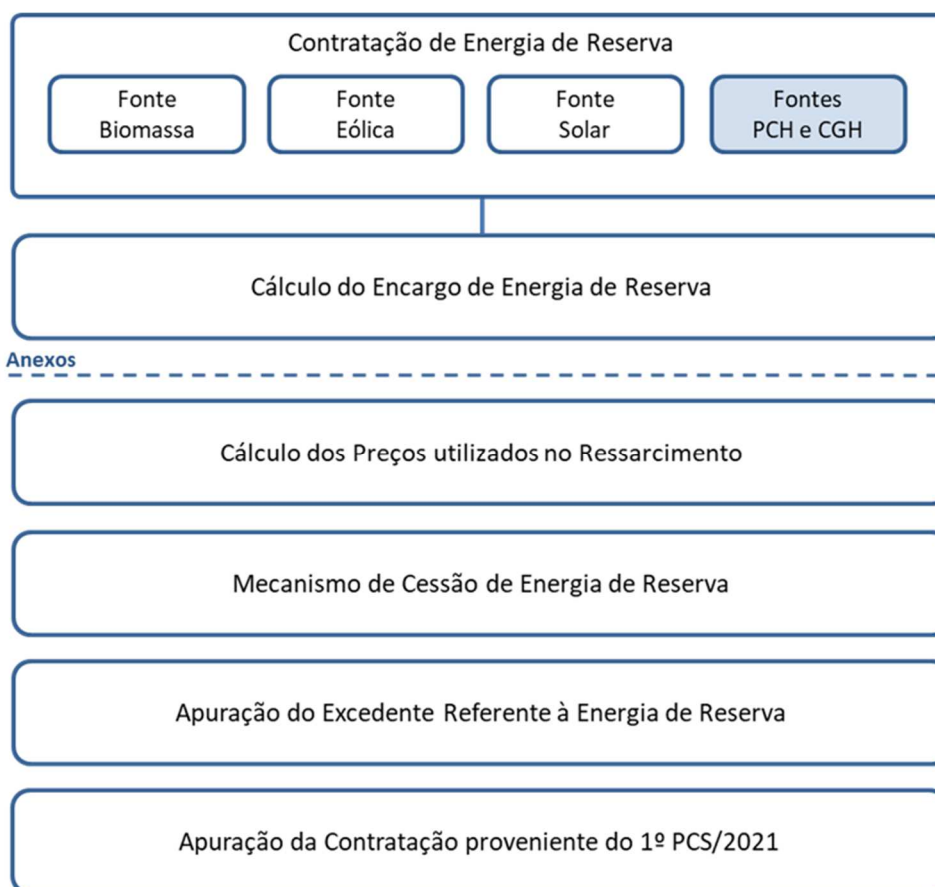 Contratação de Energia de Reserva
Fonte
Biomassa
Fonte
Eólica
Fonte
Solar
Fontes
PCH e CGH
Cálculo do Encargo de Energia de Reserva
Anexos
Cálculo dos Preços utilizados no Ressarcimento
Mecanismo de Cessão de Energia de Reserva
Apuração do Excedente Referente à Energia de Reserva
Apuração da Contratação proveniente do 1º PCS/2021